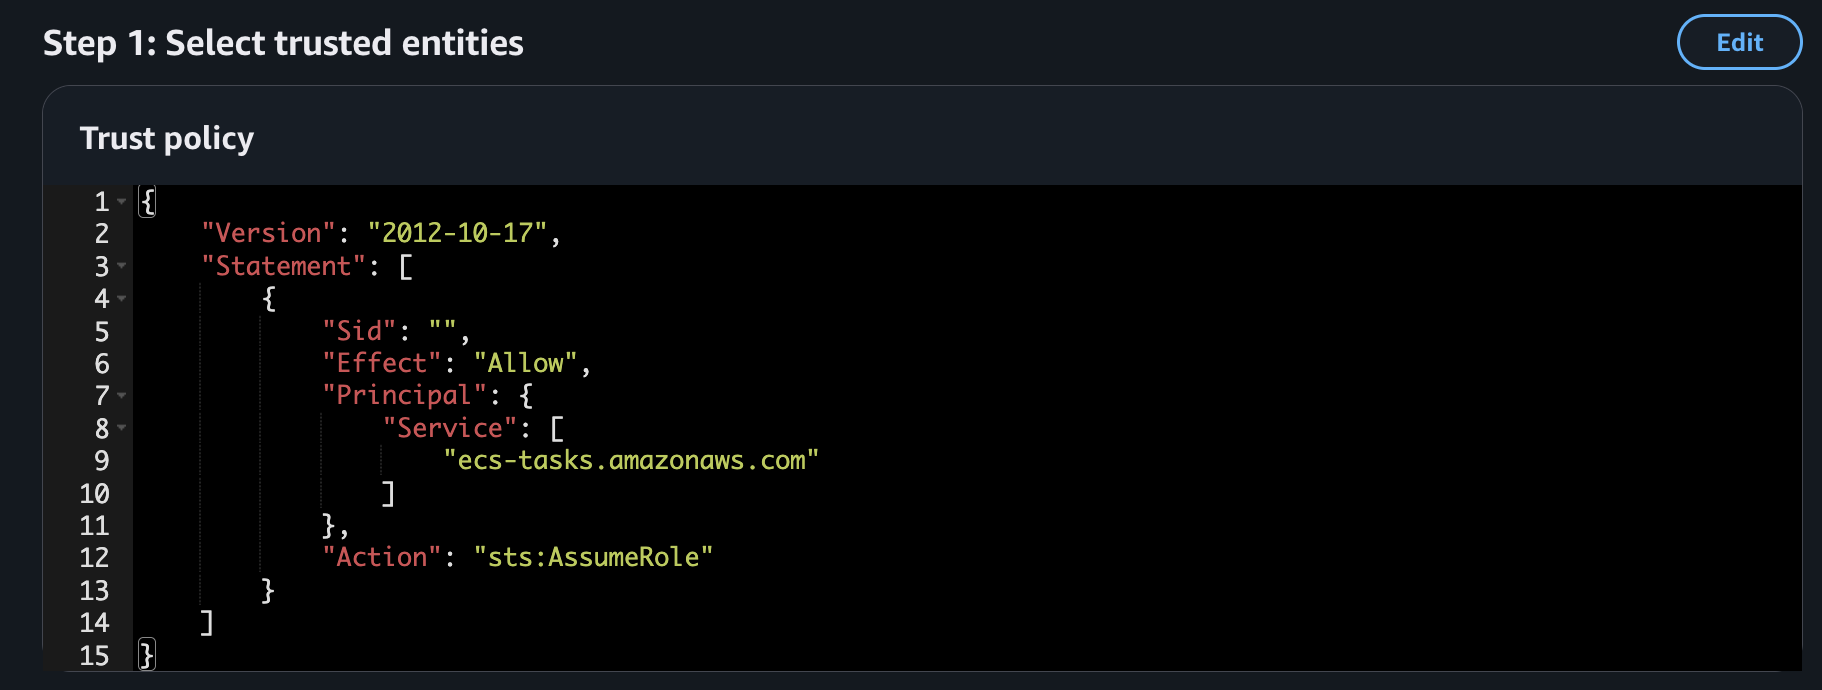 Step 1: Select trusted entities
Edit
Trust policy
1 {
2     "Version": "2012-10-17",
3     "Statement": [
4         {
5             "Sid": "",
6             "Effect": "Allow",
7             "Principal": {
8                 "Service": [
9                     "ecs-tasks.amazonaws.com"
10                 ]
11             },
12             "Action": "sts:AssumeRole"
13         }
14     ]
15 }